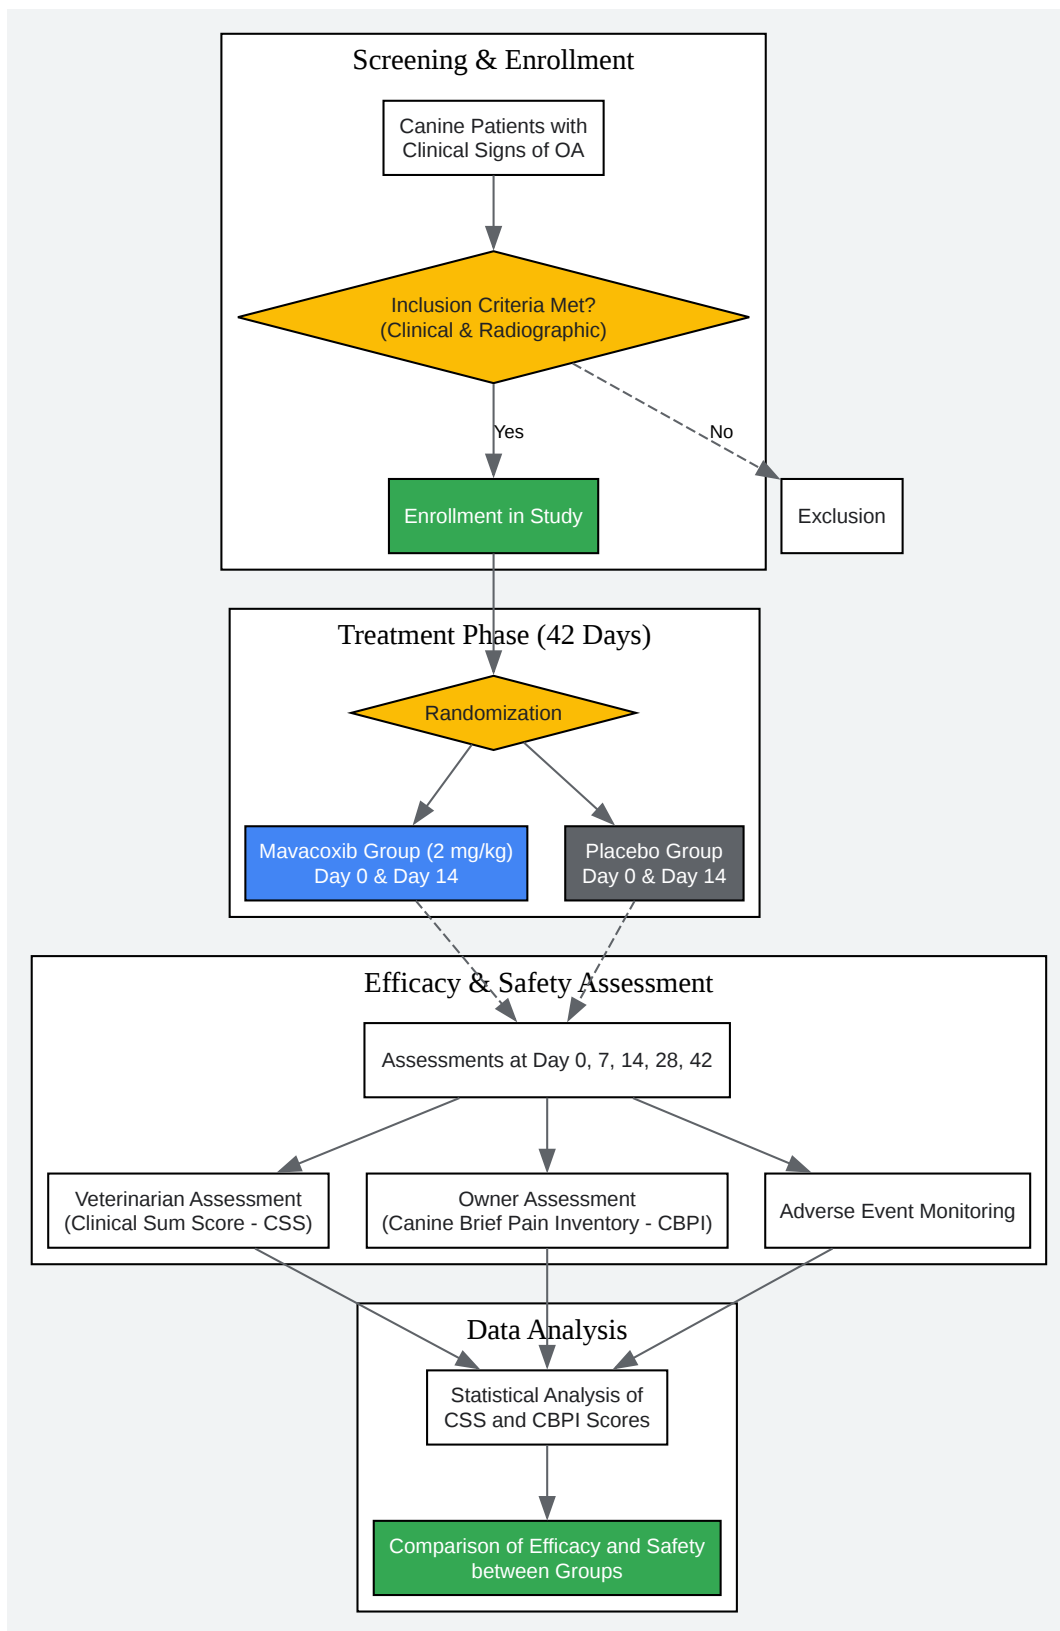 Screening & Enrollment
Canine Patients with
Clinical Signs of OA
Inclusion Criteria Met?
(Clinical & Radiographic)
Yes
No
Enrollment in Study
Exclusion
Treatment Phase (42 Days)
Randomization
Mavacoxib Group (2 mg/kg)
Day 0 & Day 14
Placebo Group
Day 0 & Day 14
Efficacy & Safety Assessment
Assessments at Day 0, 7, 14, 28, 42
Veterinarian Assessment
(Clinical Sum Score - CSS)
Owner Assessment
(Canine Brief Pain Inventory - CBPI)
Adverse Event Monitoring
Data Analysis
Statistical Analysis of
CSS and CBPI Scores
Comparison of Efficacy and Safety
between Groups